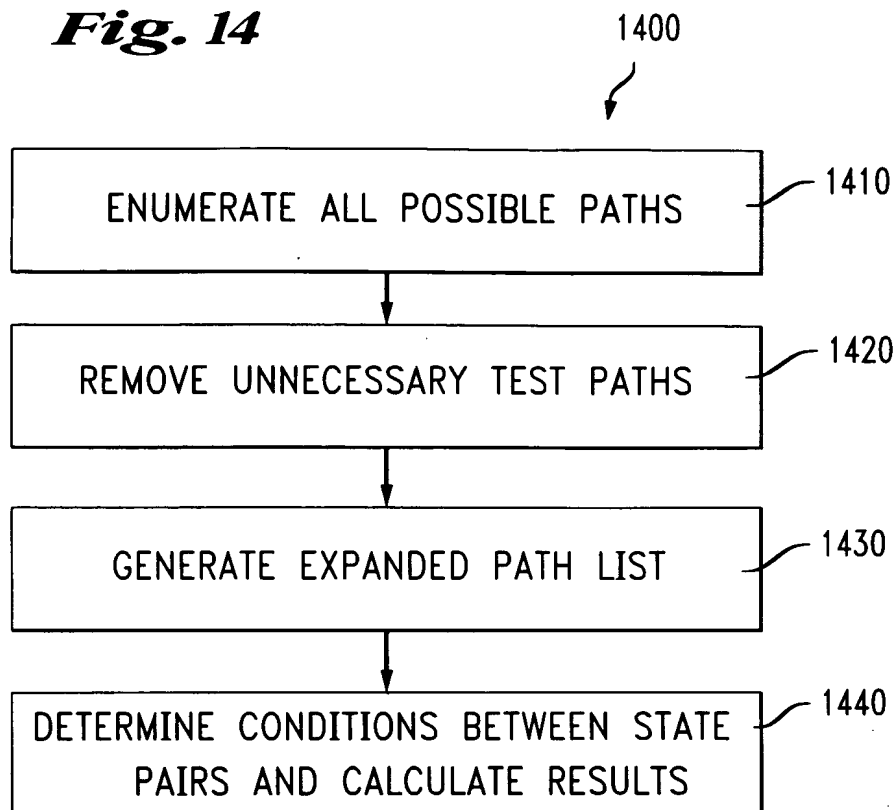 Fig. 14
1400
ENUMERATE ALL POSSIBLE PATHS
1410
REMOVE UNNECESSARY TEST PATHS
1420
GENERATE EXPANDED PATH LIST
1430
DETERMINE CONDITIONS BETWEEN STATE
PAIRS AND CALCULATE RESULTS
1440